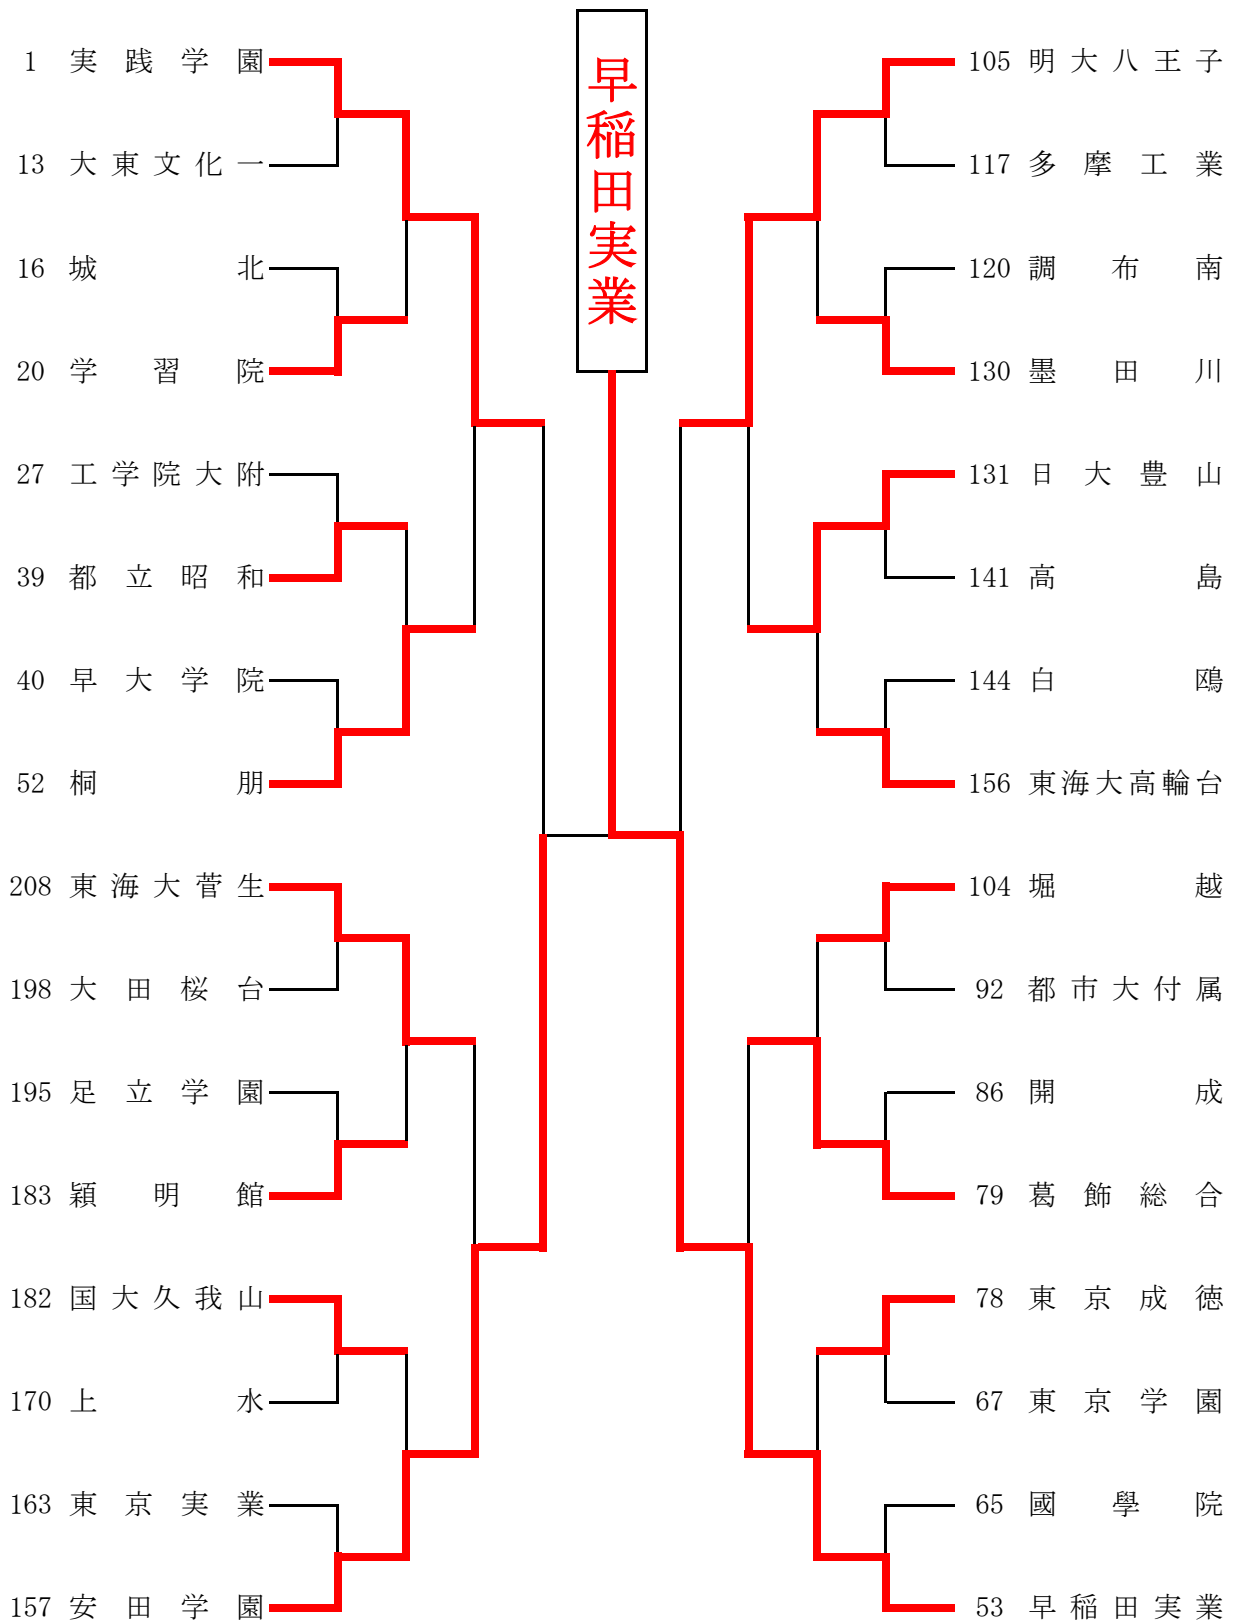 早稲田実業
1 実践学園
13 大東文化一
16 城北
20 学習院
27 工学院大附
39 都立昭和
40 早大学院
52 桐朋
208 東海大菅生
198 大田桜台
195 足立学園
183 穎明館
182 国大久我山
170 上水
163 東京実業
157 安田学園
105 明大八王子
117 多摩工業
120 調布南
130 墨田川
131 日大豊山
141 高島
144 白鴎
156 東海大高輪台
104 堀越
92 都市大付属
86 開成
79 葛飾総合
78 東京成徳
67 東京学園
65 國學院
53 早稲田実業